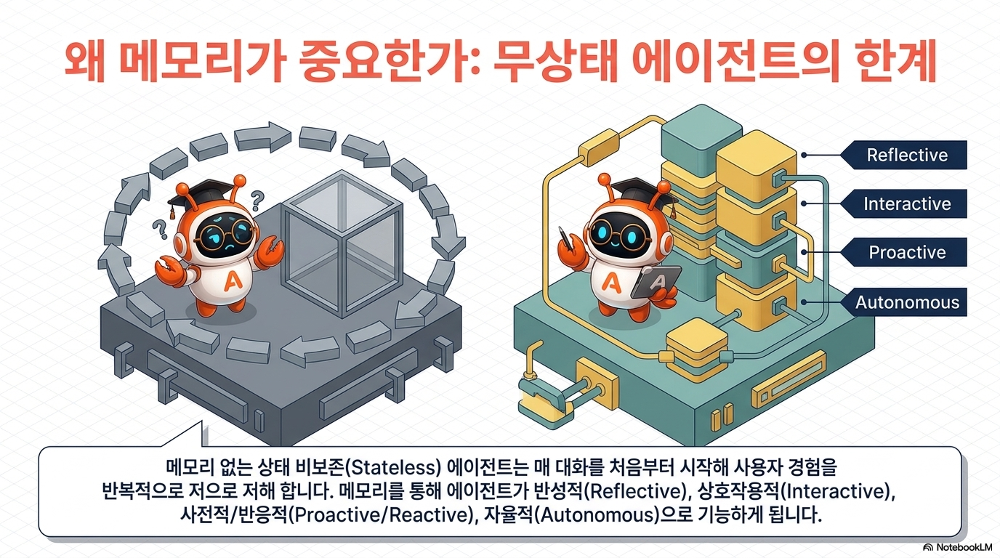 왜 메모리가 중요한가: 무상태 에이전트의 한계
? ?
A
A
A
Reflective
Interactive
Proactive
Autonomous
메모리 없는 상태 비보존(Stateless) 에이전트는 매 대화를 처음부터 시작해 사용자 경험을
반복적으로 저으로 저해 합니다. 메모리를 통해 에이전트가 반성적(Reflective), 상호작용적(Interactive),
사전적/반응적(Proactive/Reactive), 자율적(Autonomous)으로 기능하게 됩니다.
NotebookLM